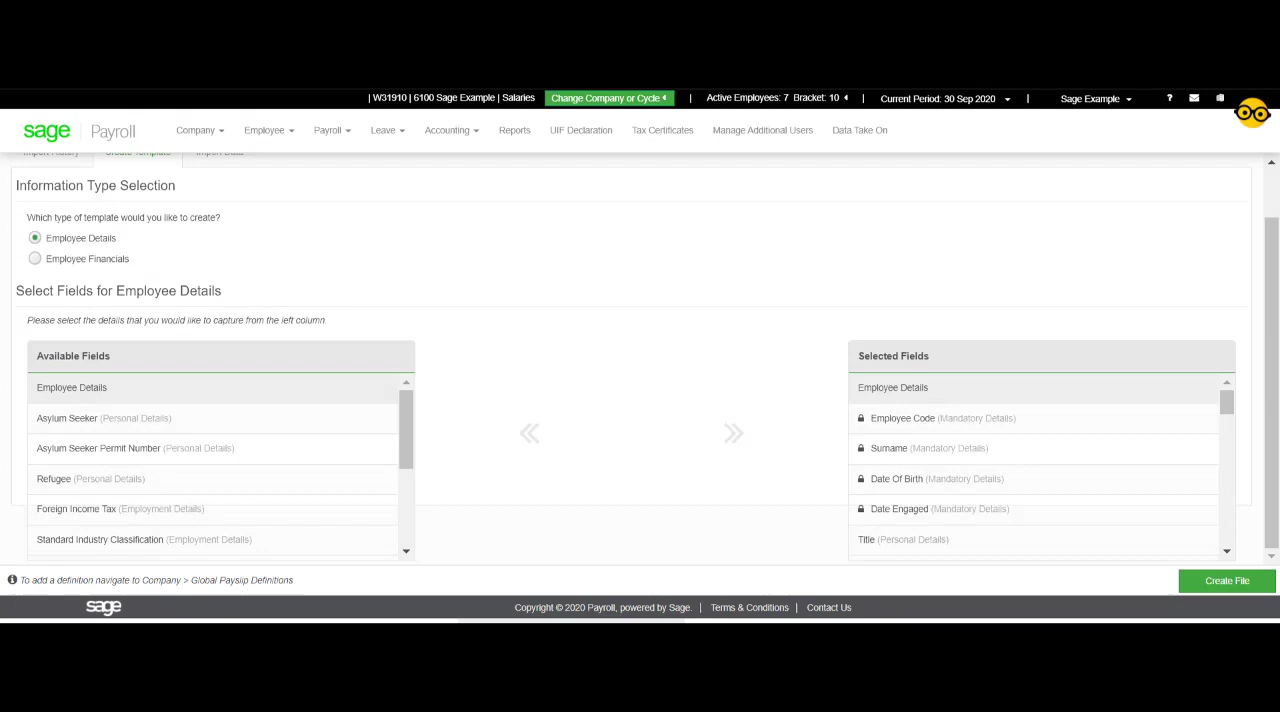 | W31910 | 6100 Sage Example | Salaries Change Company or Cycle | Active Employees: 7 Bracket: 10 | Current Period: 30 Sep 2020 | Sage Example ?
sage Payroll Company Employee Payroll Leave Accounting Reports UIF Declaration Tax Certificates Manage Additional Users Data Take On
Import History Create Template Import Data
Information Type Selection
Which type of template would you like to create?
Employee Details
Employee Financials
Select Fields for Employee Details
Please select the details that you would like to capture from the left column
Available Fields
Employee Details
Asylum Seeker (Personal Details)
Asylum Seeker Permit Number (Personal Details)
Refugee (Personal Details)
Foreign Income Tax (Employment Details)
Standard Industry Classification (Employment Details)
Selected Fields
Employee Details
Employee Code (Mandatory Details)
Surname (Mandatory Details)
Date Of Birth (Mandatory Details)
Date Engaged (Mandatory Details)
Title (Personal Details)
To add a definition navigate to Company > Global Payslip Definitions
Create File
sage Copyright © 2020 Payroll, powered by Sage. | Terms & Conditions | Contact Us